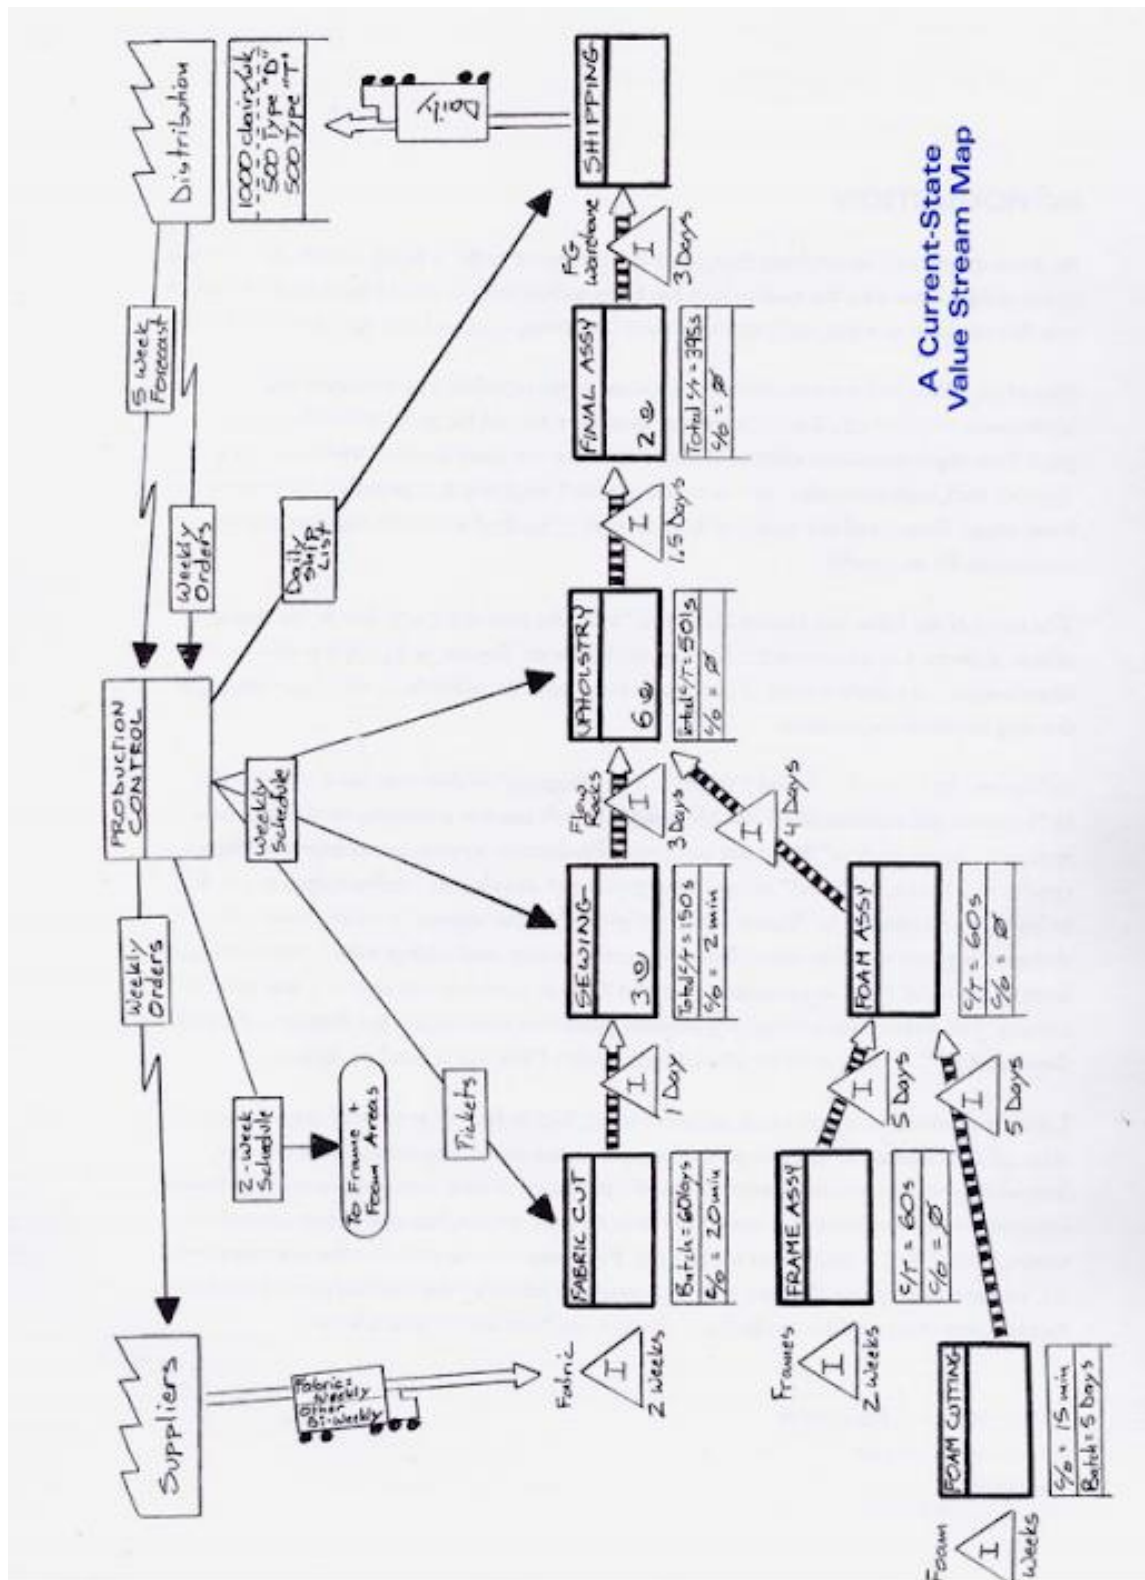 Suppliers
Weekly
Orders
PRODUCTION
CONTROL
5 Week
Forecast
Weekly
Orders
Distribution
1000 chairs/wk
500 Type "D"
500 Type "T"
Fabric=
Weekly
Other
Bi-weekly
2-Week
Schedule
To Frame +
Foam Areas
Tickets
Weekly
Schedule
Daily
Ship
List
Daily
Fabric
I
2 Weeks
FABRIC CUT
Batch = 60days
c/o = 20min
I
1 Day
SEWING
3
Total c/t = 150s
c/o = 2 min
Flow
Racks
I
3 Days
UPHOLSTRY
6
Total c/T = 501s
c/o = Ø
I
1.5 Days
FINAL ASSY
2
Total c/t = 395s
c/o = Ø
FG
Warehouse
I
3 Days
SHIPPING
Frames
I
2 Weeks
FRAME ASSY
c/T = 60s
c/o = Ø
I
5 Days
FOAM ASSY
c/T = 60s
c/o = Ø
I
4 Days
Foam
I
Weeks
FOAM CUTTING
c/o = 15 min
Batch = 5 Days
I
5 Days
A Current-State
Value Stream Map